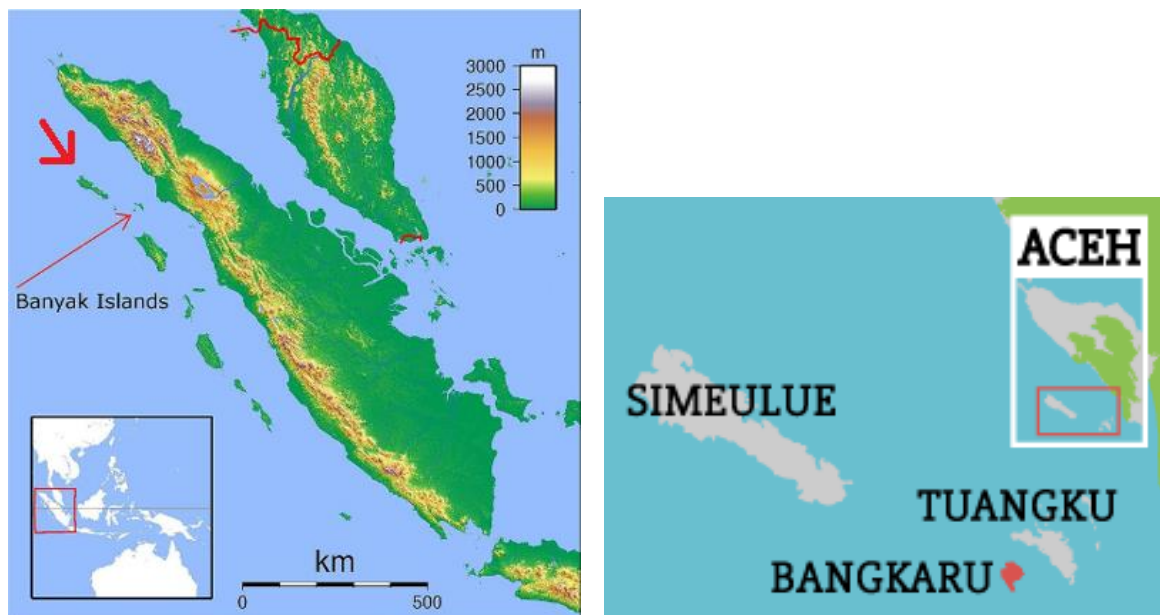 m
3000
2500
2000
1500
1000
500
0
Banyak Islands
km
0 500
ACEH
SIMEULUE
TUANGKU
BANGKARU